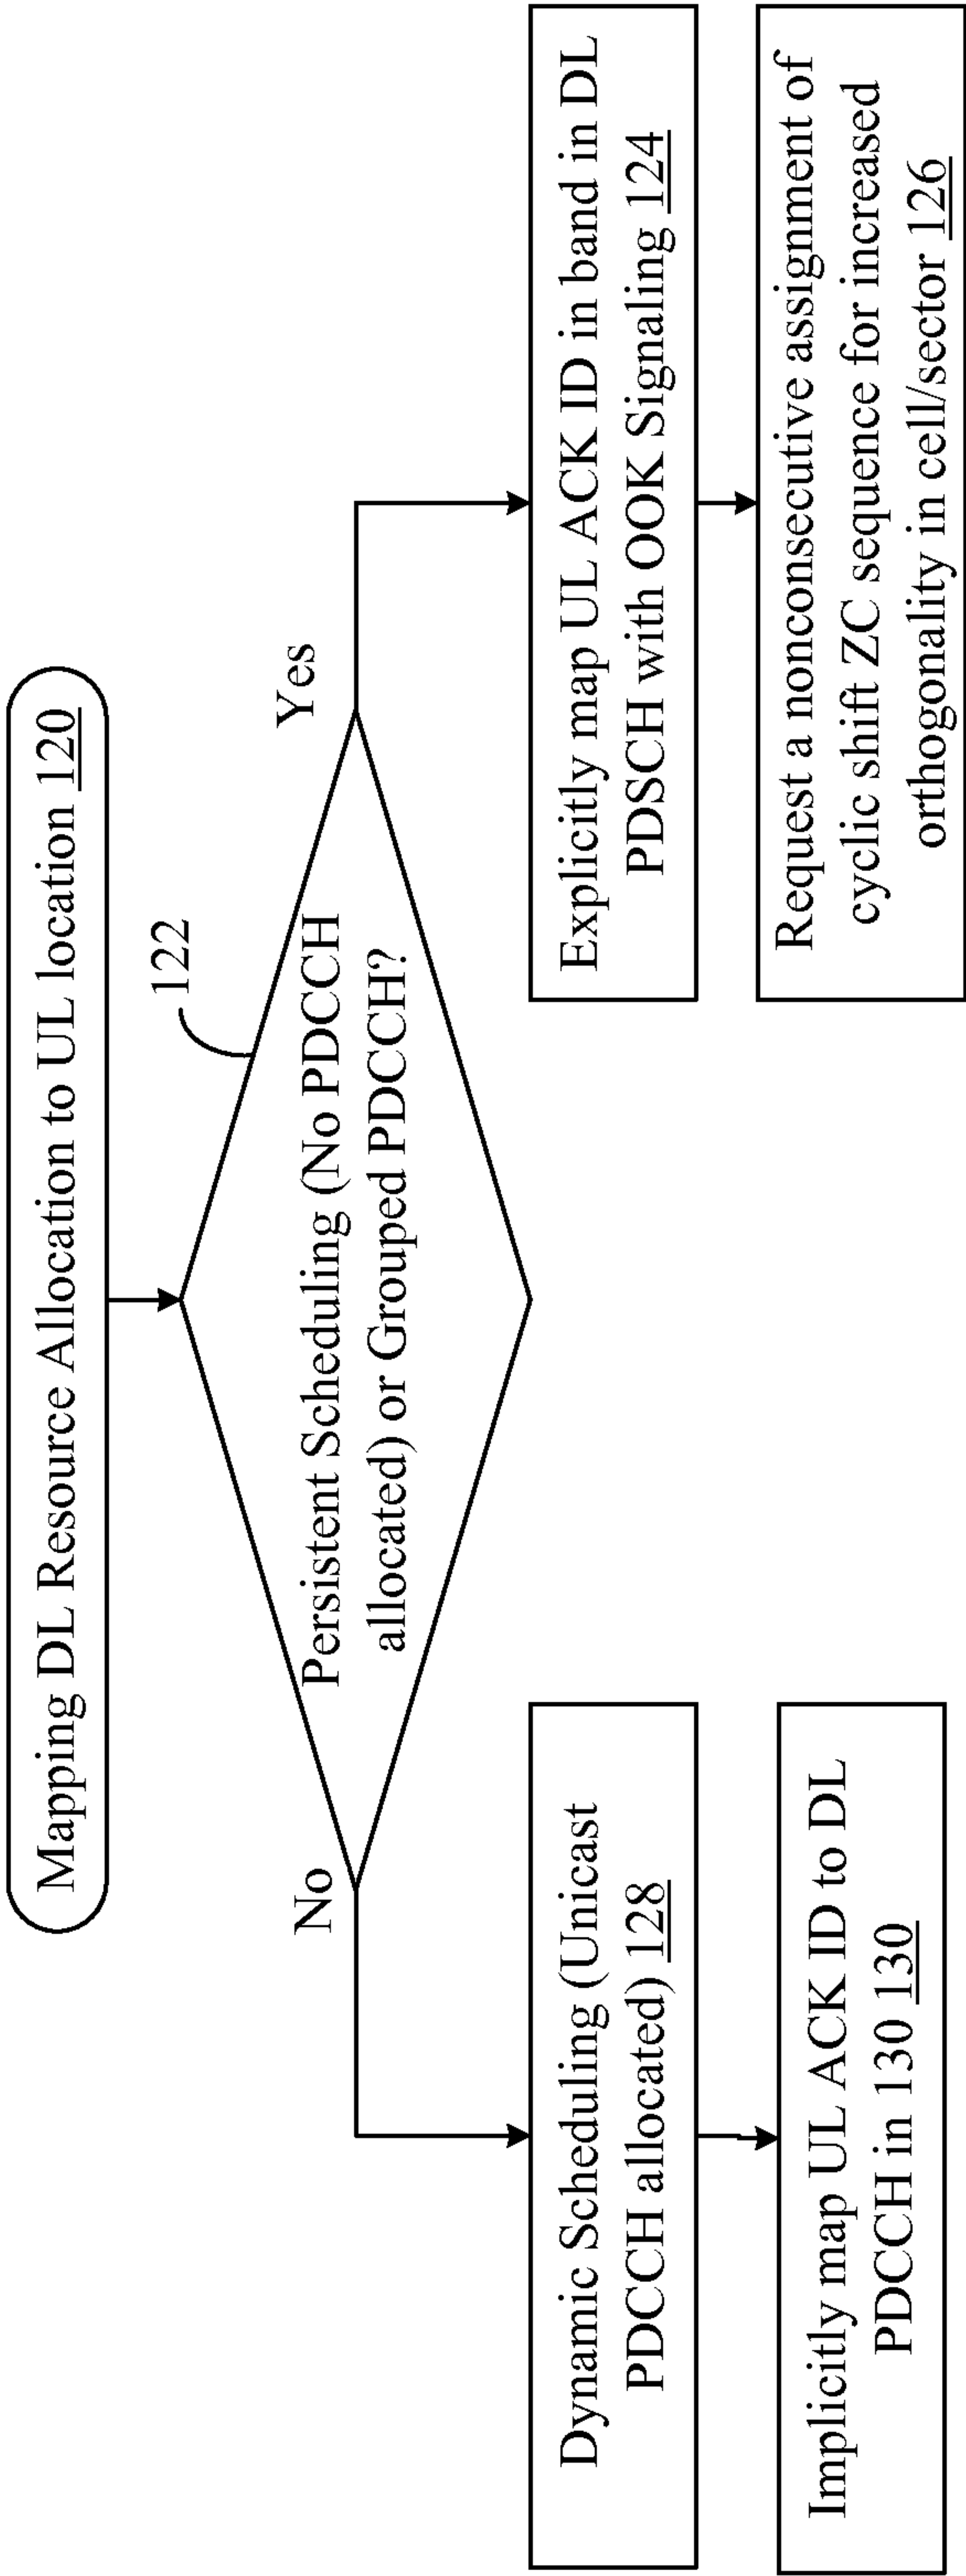 Mapping DL Resource Allocation to UL location 120
122
Persistent Scheduling (No PDCCH
allocated) or Grouped PDCCH?
No
Yes
Dynamic Scheduling (Unicast
PDCCH allocated) 128
Implicitly map UL ACK ID to DL
PDCCH in 130 130
Explicitly map UL ACK ID in band in DL
PDSCH with OOK Signaling 124
Request a nonconsecutive assignment of
cyclic shift ZC sequence for increased
orthogonality in cell/sector 126